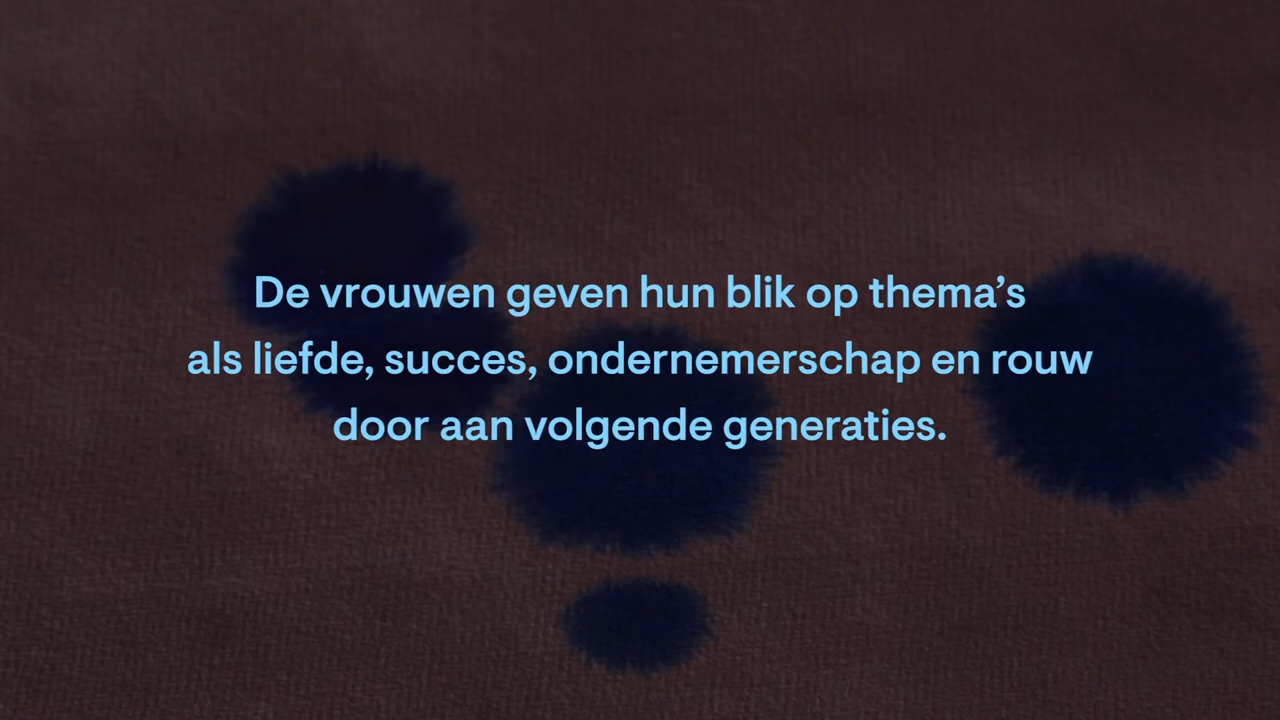 De vrouwen geven hun blik op thema’s
als liefde, succes, ondernemerschap en rouw
door aan volgende generaties.